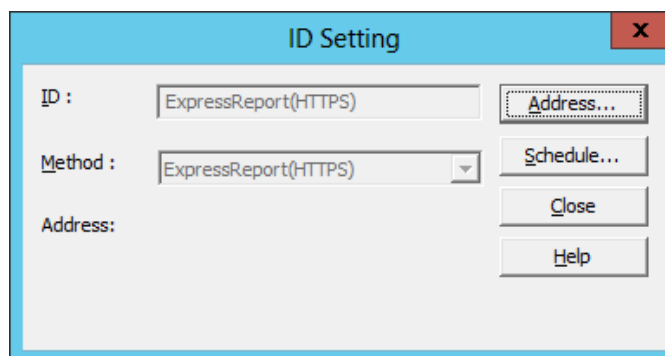 ID Setting
x
ID :
ExpressReport(HTTPS)
Address...
Method :
ExpressReport(HTTPS)
Schedule...
Address:
Close
Help